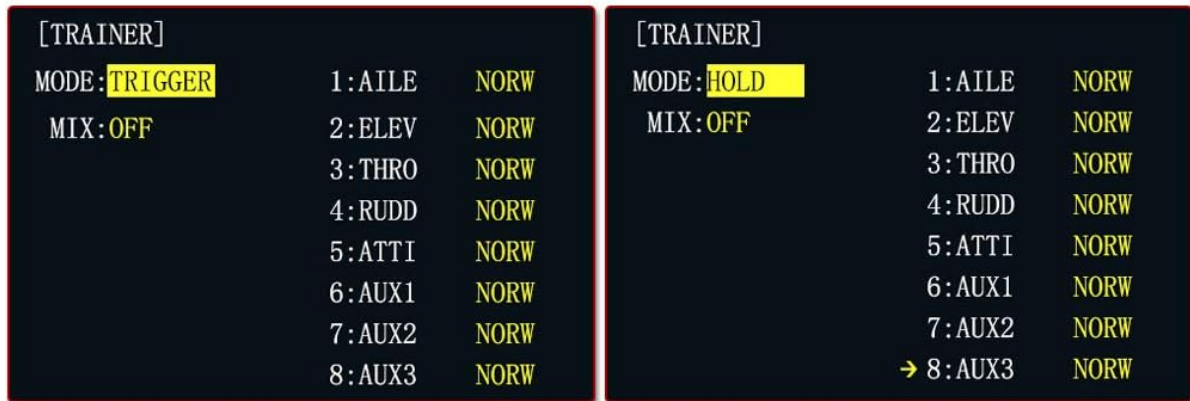 [TRAINER]
MODE:TRIGGER 1:AILE NORW
MIX:OFF 2:ELEV NORW
3:THRO NORW
4:RUDD NORW
5:ATTI NORW
6:AUX1 NORW
7:AUX2 NORW
8:AUX3 NORW
[TRAINER]
MODE:HOLD 1:AILE NORW
MIX:OFF 2:ELEV NORW
3:THRO NORW
4:RUDD NORW
5:ATTI NORW
6:AUX1 NORW
7:AUX2 NORW
→ 8:AUX3 NORW